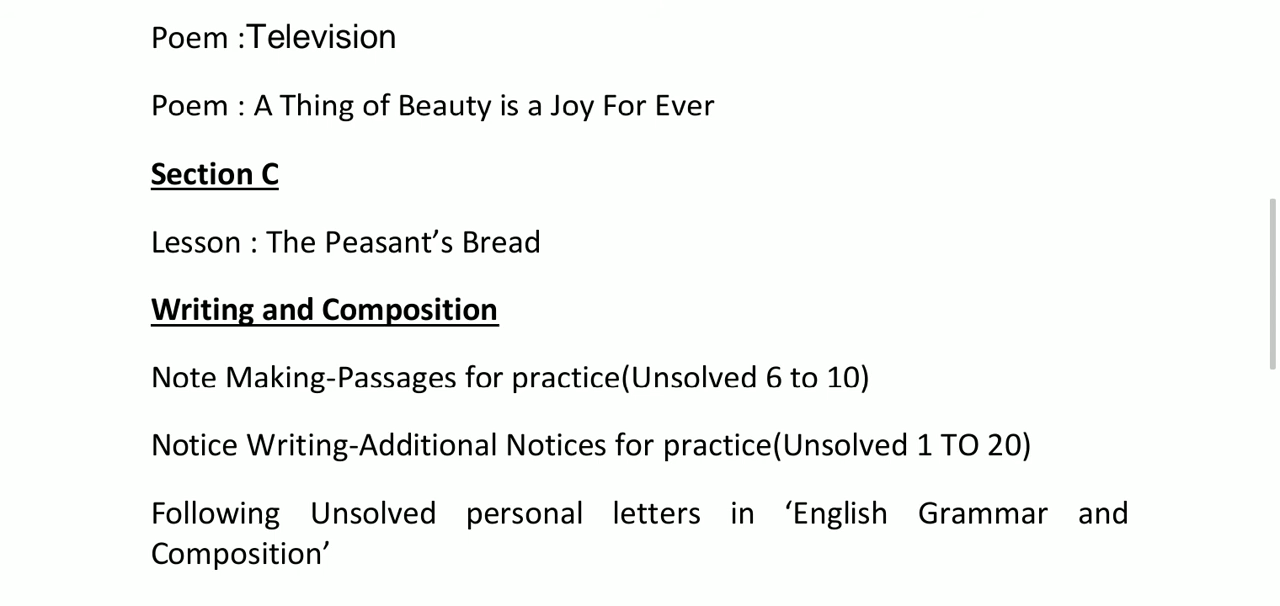 Poem :Television
Poem : A Thing of Beauty is a Joy For Ever
Section C
Lesson : The Peasant’s Bread
Writing and Composition
Note Making-Passages for practice(Unsolved 6 to 10)
Notice Writing-Additional Notices for practice(Unsolved 1 TO 20)
Following Unsolved personal letters in ‘English Grammar and
Composition’